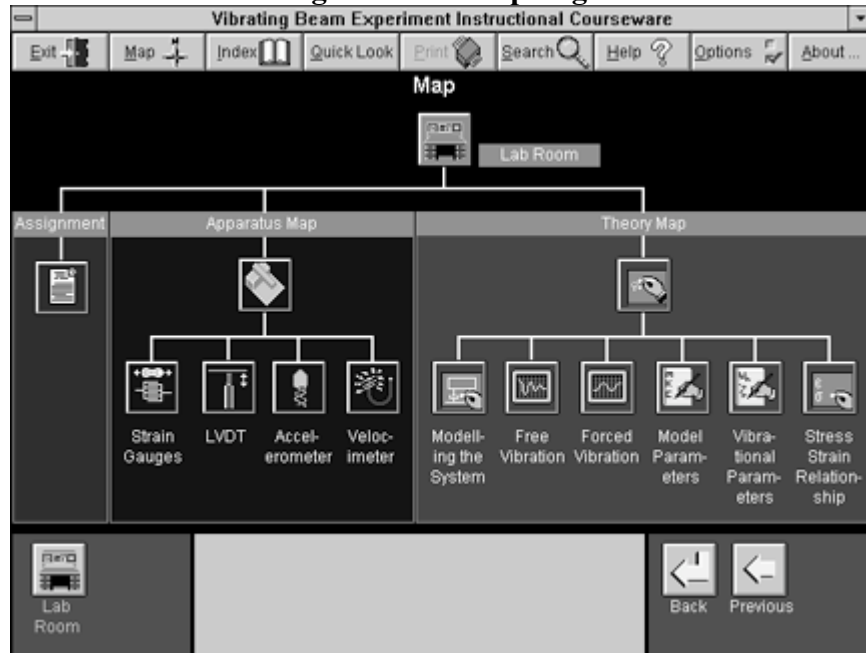 Vibrating Beam Experiment Instructional Courseware
Exit
Map
Index
Quick Look
Print
Search
Help
Options
About ...
Map
Lab Room
Assignment
Apparatus Map
Theory Map
Strain
Gauges
LVDT
Accel-
erometer
Veloc-
imeter
Modell-
ing the
System
Free
Vibration
Forced
Vibration
Model
Param-
eters
Vibra-
tional
Param-
eters
Stress
Strain
Relation-
ship
Lab
Room
Back
Previous